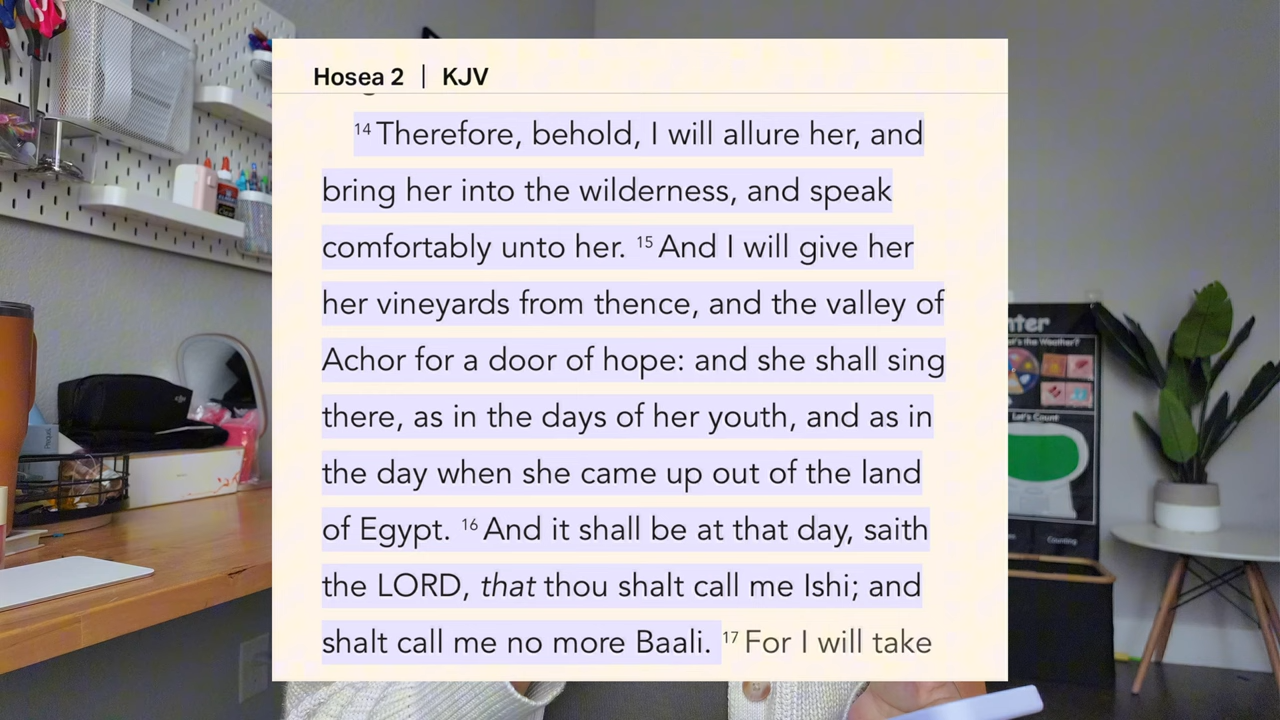 Hosea 2 | KJV
14 Therefore, behold, I will allure her, and
bring her into the wilderness, and speak
comfortably unto her. 15 And I will give her
her vineyards from thence, and the valley of
Achor for a door of hope: and she shall sing
there, as in the days of her youth, and as in
the day when she came up out of the land
of Egypt. 16 And it shall be at that day, saith
the LORD, that thou shalt call me Ishi; and
shalt call me no more Baali. 17 For I will take
nter
Let's Count
Counting